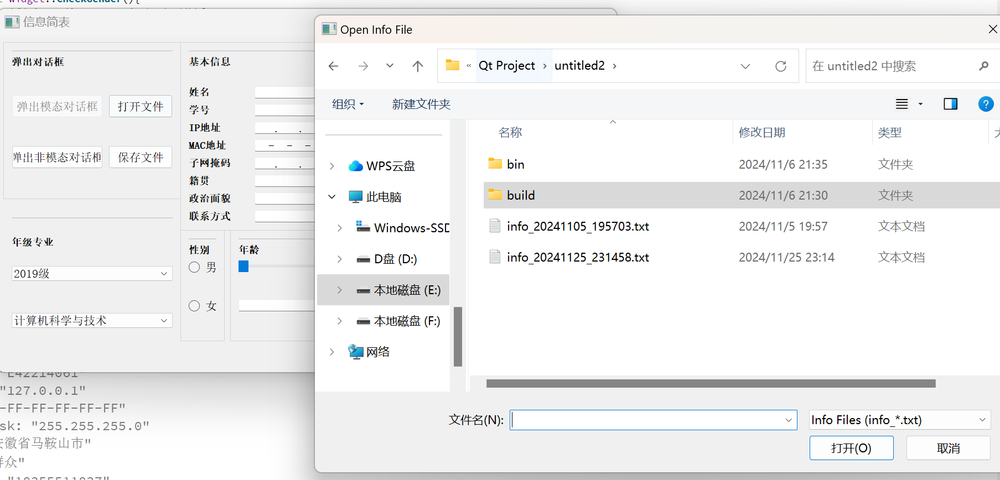 Widget::CheckGender(){
信息简表
弹出对话框
弹出模态对话框
打开文件
弹出非模态对话框
保存文件
年级专业
2019级
计算机科学与技术
基本信息
姓名
学号
IP地址
. .
MAC地址
- - -
子网掩码
. .
籍贯
政治面貌
联系方式
性别
男
女
年龄
Open Info File
« Qt Project › untitled2 ›
在 untitled2 中搜索
组织
新建文件夹
?
名称 修改日期 类型
WPS云盘
此电脑
Windows-SSD
D盘 (D:)
本地磁盘 (E:)
本地磁盘 (F:)
网络
bin 2024/11/6 21:35 文件夹
build 2024/11/6 21:30 文件夹
info_20241105_195703.txt 2024/11/5 19:57 文本文档
info_20241125_231458.txt 2024/11/25 23:14 文本文档
文件名(N):
Info Files (info_*.txt)
打开(O)
取消
"E42214061"
"127.0.0.1"
-FF-FF-FF-FF-FF"
sk: "255.255.255.0"
安徽省马鞍山市"
群众"